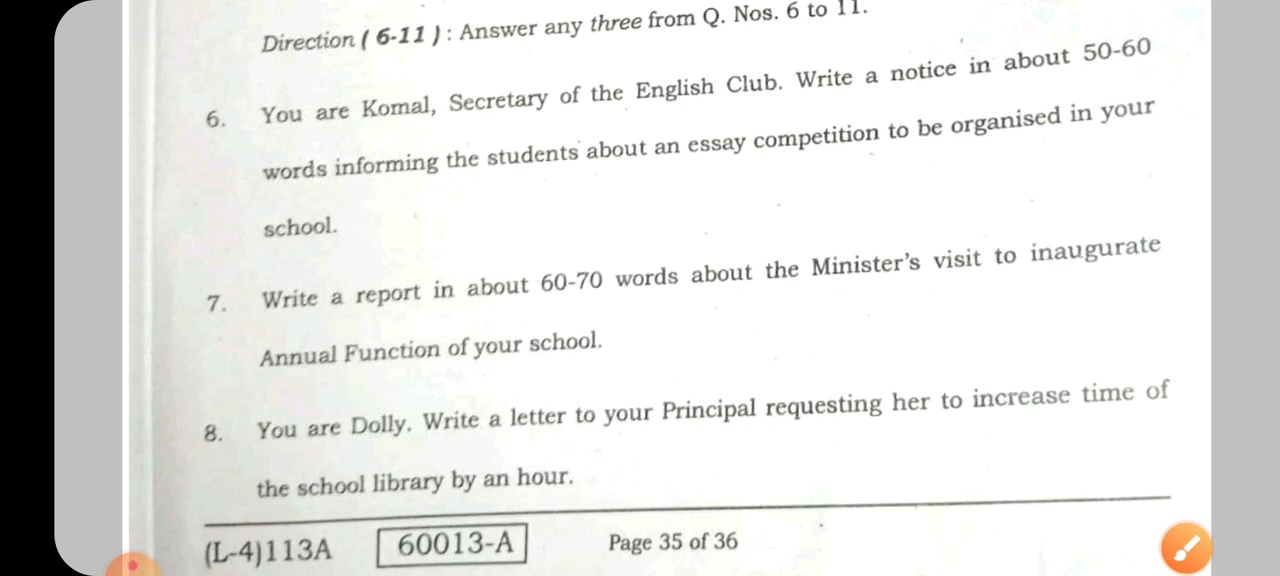 Direction ( 6-11 ) : Answer any three from Q. Nos. 6 to 11.
6. You are Komal, Secretary of the English Club. Write a notice in about 50-60
words informing the students about an essay competition to be organised in your
school.
7. Write a report in about 60-70 words about the Minister's visit to inaugurate
Annual Function of your school.
8. You are Dolly. Write a letter to your Principal requesting her to increase time of
the school library by an hour.
(L-4)113A 60013-A Page 35 of 36